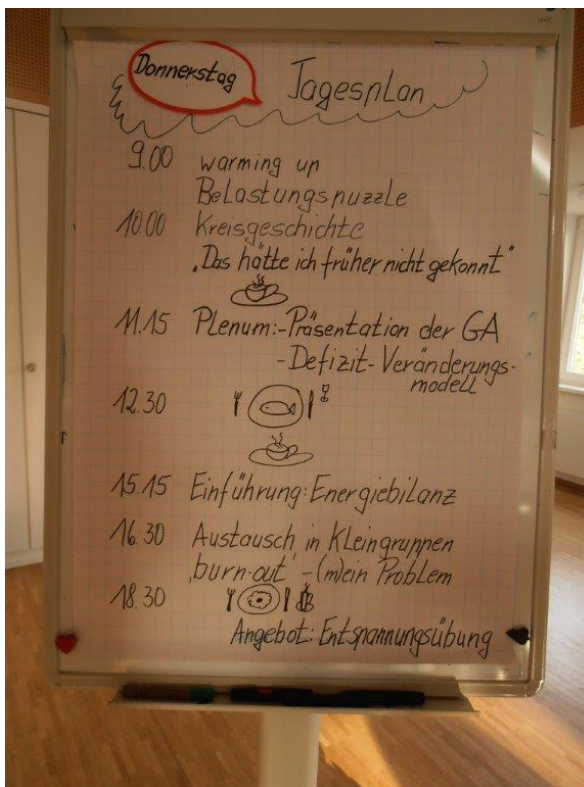 Donnerstag
Tagesplan
9.00 warming up
Belastungspuzzle
10.00 Kreisgeschichte
„Das hätte ich früher nicht gekonnt“
11.15 Plenum:-Präsentation der GA
-Defizit-Veränderungs-
modell
12.30
15.15 Einführung: Energiebilanz
16.30 Austausch in Kleingruppen
‚burn-out‘ -(m)ein Problem
18.30
Angebot: Entspannungsübung